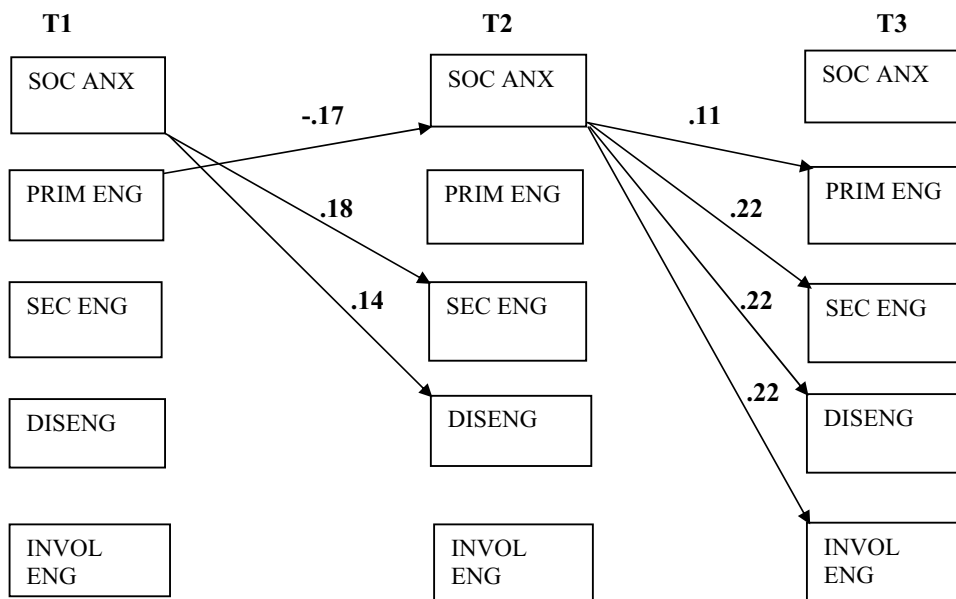 T1
T2
T3
SOC ANX
SOC ANX
SOC ANX
-.17
.11
PRIM ENG
PRIM ENG
PRIM ENG
.18
.22
SEC ENG
SEC ENG
SEC ENG
.14
.22
DISENG
DISENG
DISENG
.22
INVOL
ENG
INVOL
ENG
INVOL
ENG